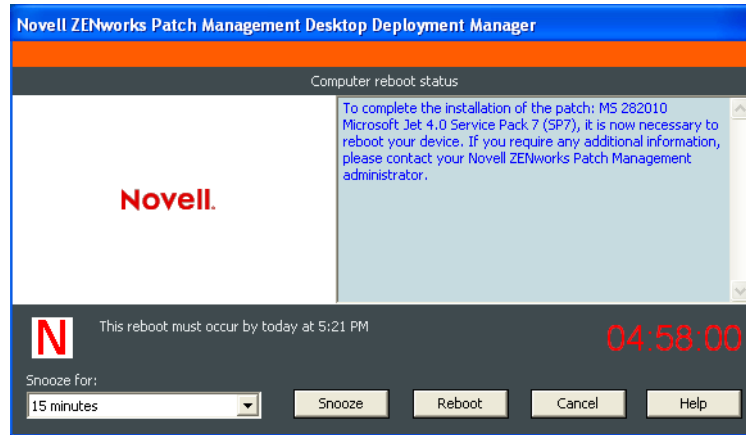 Novell ZENworks Patch Management Desktop Deployment Manager
Computer reboot status
To complete the installation of the patch: MS 282010
Microsoft Jet 4.0 Service Pack 7 (SP7), it is now necessary to
reboot your device. If you require any additional information,
please contact your Novell ZENworks Patch Management
administrator.
Novell.
N
This reboot must occur by today at 5:21 PM
04:58:00
Snooze for:
15 minutes
Snooze
Reboot
Cancel
Help